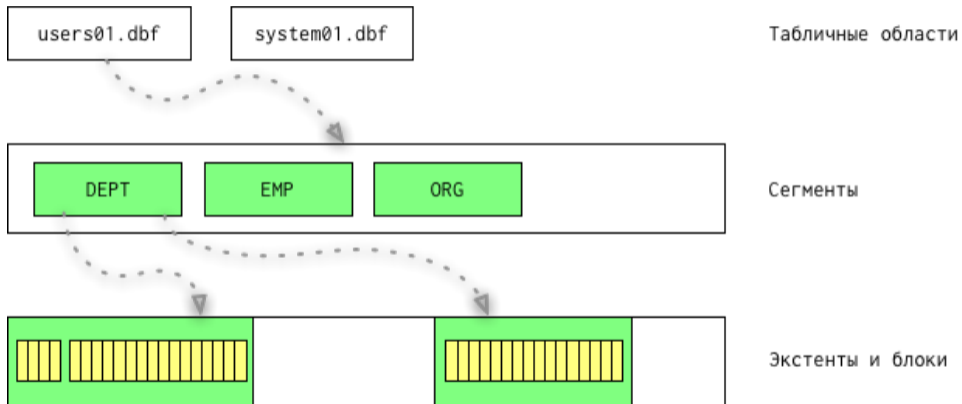 users01.dbf
system01.dbf
Табличные области
DEPT
EMP
ORG
Сегменты
Экстенты и блоки